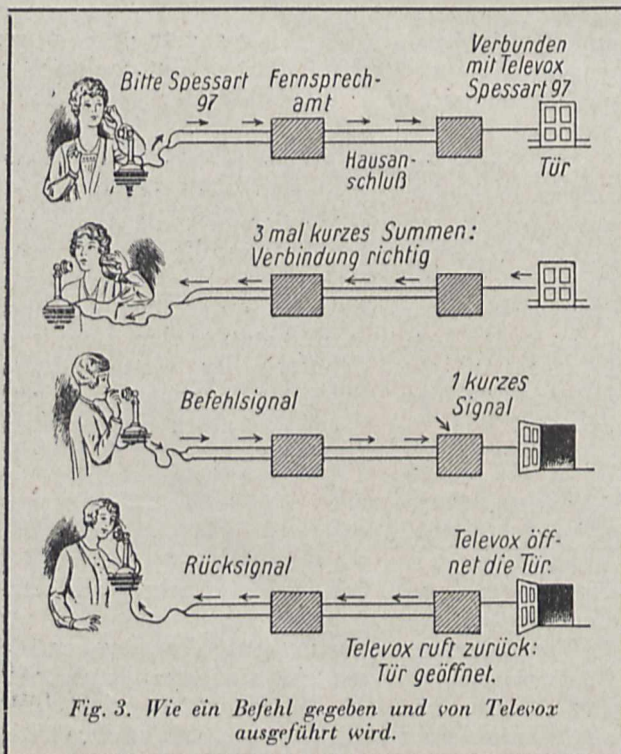 Bitte Spessart
97
Fernsprech-
amt
Verbunden
mit Televox
Spessart 97
Hausan-
schluß
Tür
3 mal kurzes Summen:
Verbindung richtig
Befehlsignal
1 kurzes
Signal
Rücksignal
Televox öff-
net die Tür.
Televox ruft zurück:
Tür geöffnet.
Fig. 3. Wie ein Befehl gegeben und von Televox
ausgeführt wird.